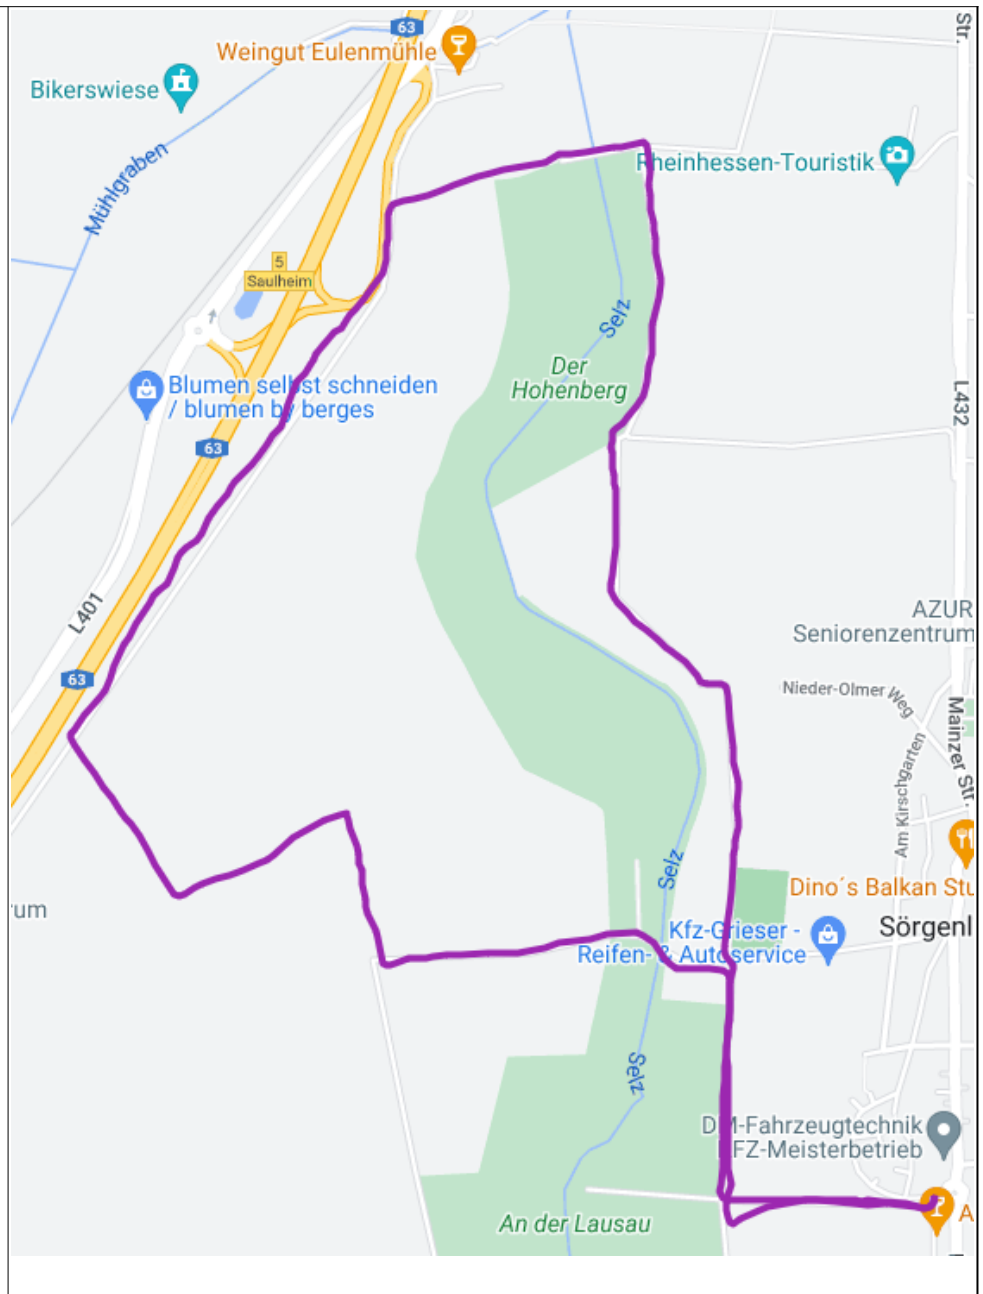 63
Str.
Weingut Eulenmühle
Bikerswiese
Mühlgraben
Rheinhessen-Touristik
5
Saulheim
Selz
Der
Hohenberg
Blumen selbst schneiden
/ blumen by berges
L432
63
L401
AZUR
Seniorenzentrum
63
Nieder-Olmer Weg
Mainzer Str.
Am Kirschgarten
Selz
Dino´s Balkan Stu
rum
Kfz-Grieser -
Reifen- & Autoservice
Sörgenl
Selz
DM-Fahrzeugtechnik
KFZ-Meisterbetrieb
An der Lausau
A